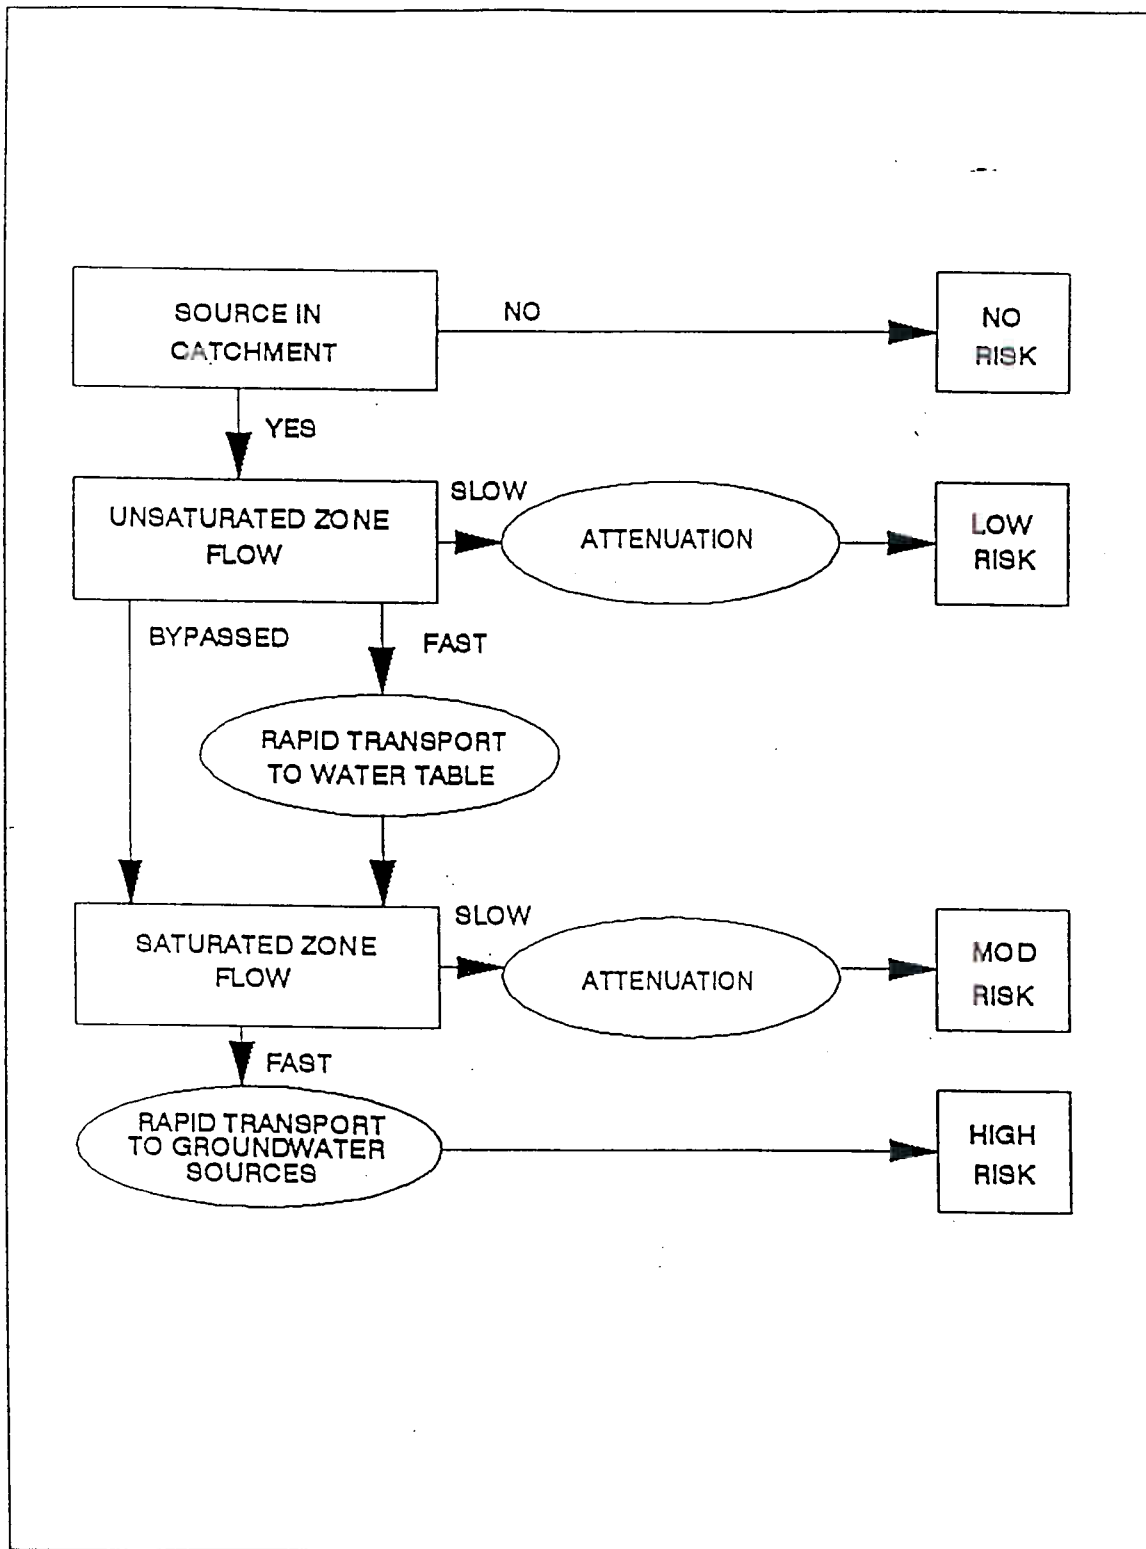 SOURCE IN
CATCHMENT
NO
NO
RISK
YES
UNSATURATED ZONE
FLOW
SLOW
ATTENUATION
LOW
RISK
BYPASSED
FAST
RAPID TRANSPORT
TO WATER TABLE
SATURATED ZONE
FLOW
SLOW
ATTENUATION
MOD
RISK
FAST
RAPID TRANSPORT
TO GROUNDWATER
SOURCES
HIGH
RISK